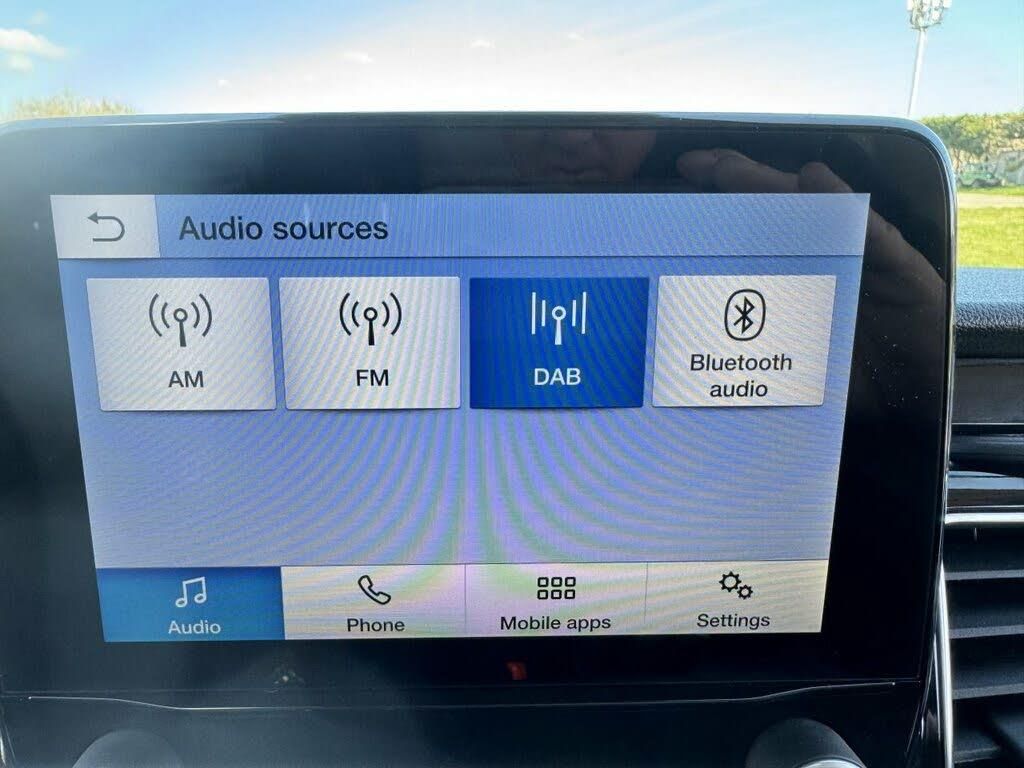 Audio sources
AM
FM
DAB
Bluetooth
audio
Audio
Phone
Mobile apps
Settings